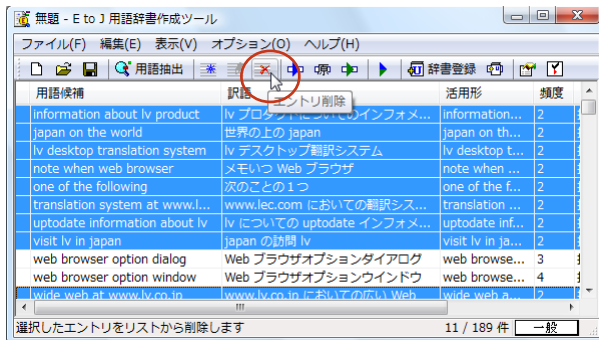 無題 - E to J 用語辞書作成ツール
ファイル(F) 編集(E) 表示(V) オプション(O) ヘルプ(H)
用語抽出 辞書登録
エントリ削除
用語候補 訳語 活用形 頻度
information about lv product lv プロダクトについてのインフォメ... information... 2
japan on the world 世界の上の japan japan on th... 2
lv desktop translation system lv デスクトップ翻訳システム lv desktop t... 2
note when web browser メモいつ Web ブラウザ note when ... 2
one of the following 次のことの1つ one of the f... 2
translation system at www.l... www.lec.com においての翻訳シス... translation ... 2
uptodate information about lv lv についての uptodate インフォメ... uptodate inf... 2
visit lv in japan japan の訪問 lv visit lv in ja... 2
web browser option dialog Web ブラウザオプションダイアログ web browse... 3
web browser option window Web ブラウザオプションウインドウ web browse... 4
wide web at www.lv.co.jp www.lv.co.jp においての広い Web wide web a... 2
選択したエントリをリストから削除します 11 / 189 件 一般